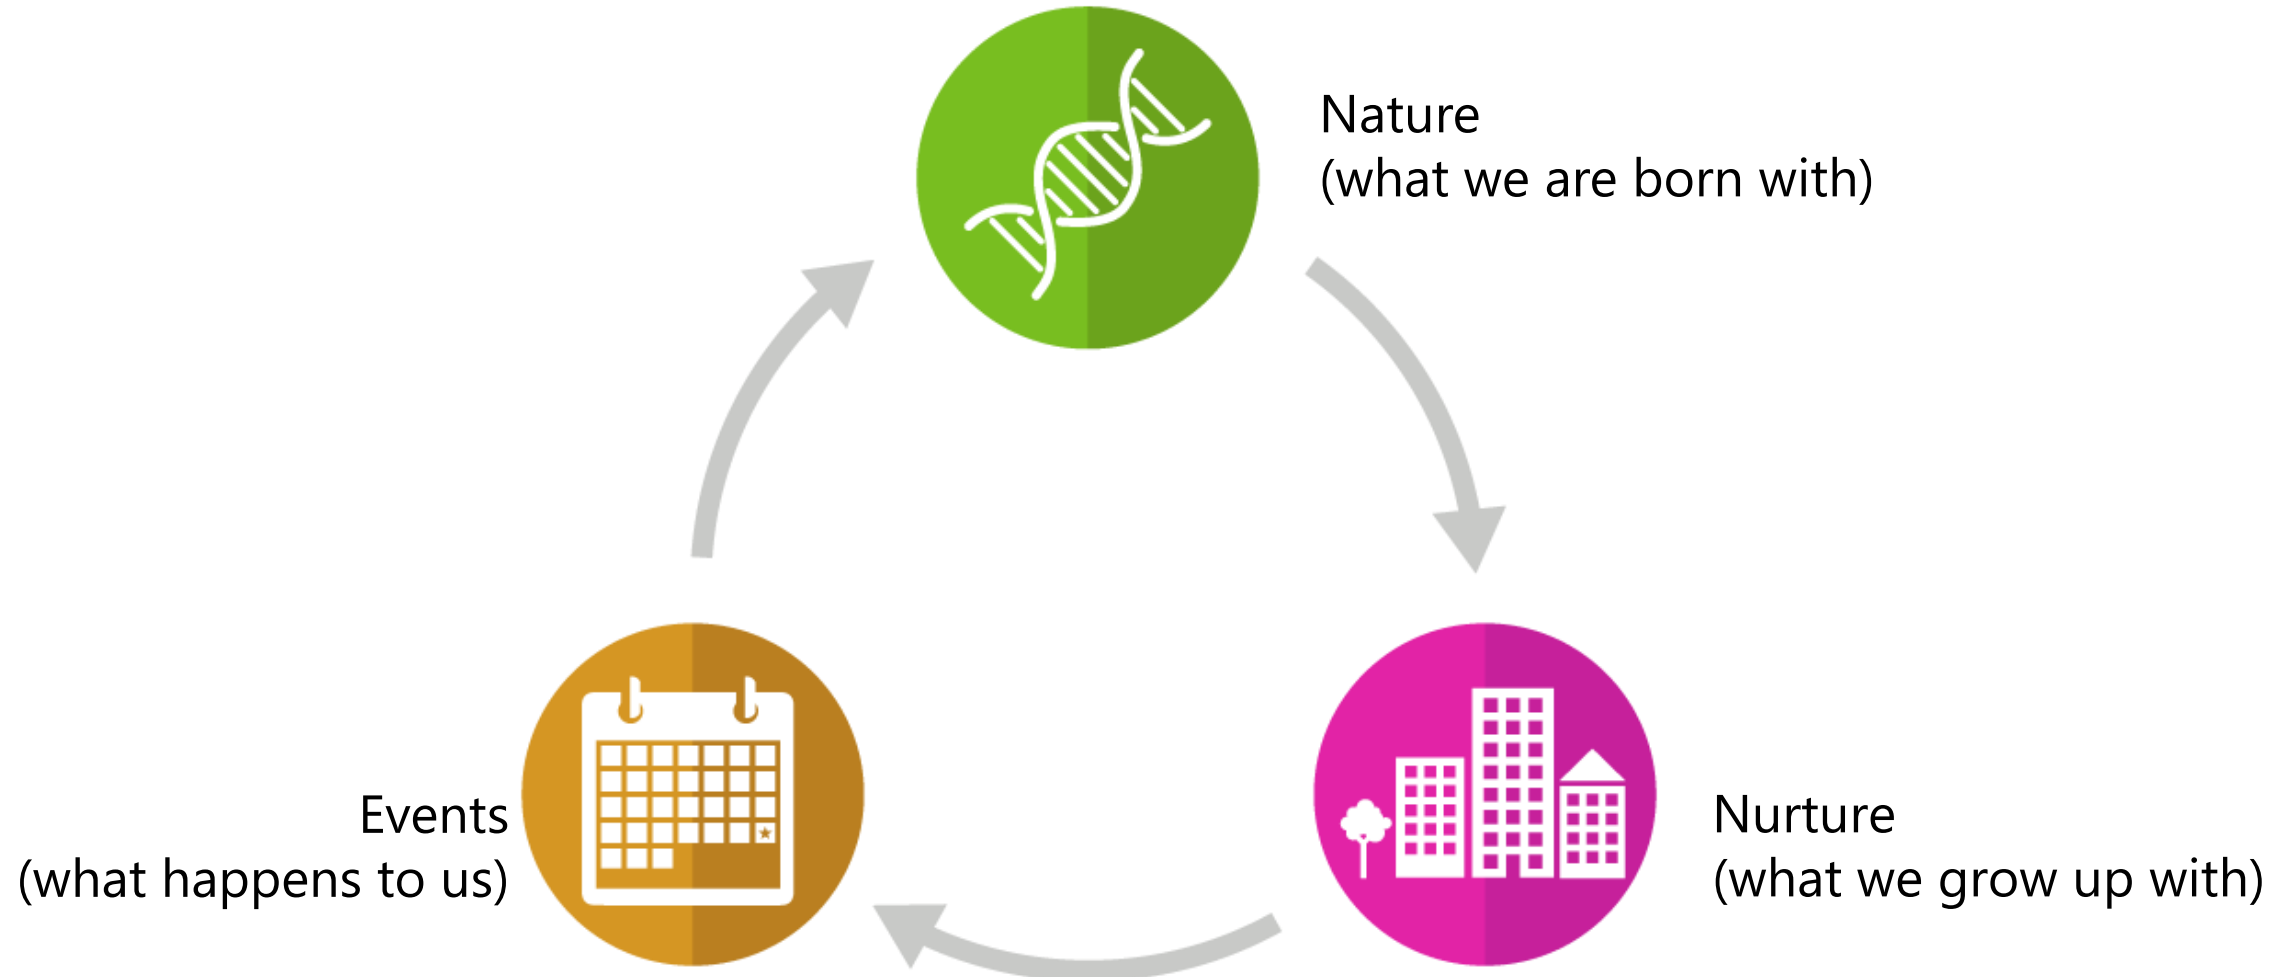 Nature
(what we are born with)
Events
(what happens to us)
Nurture
(what we grow up with)